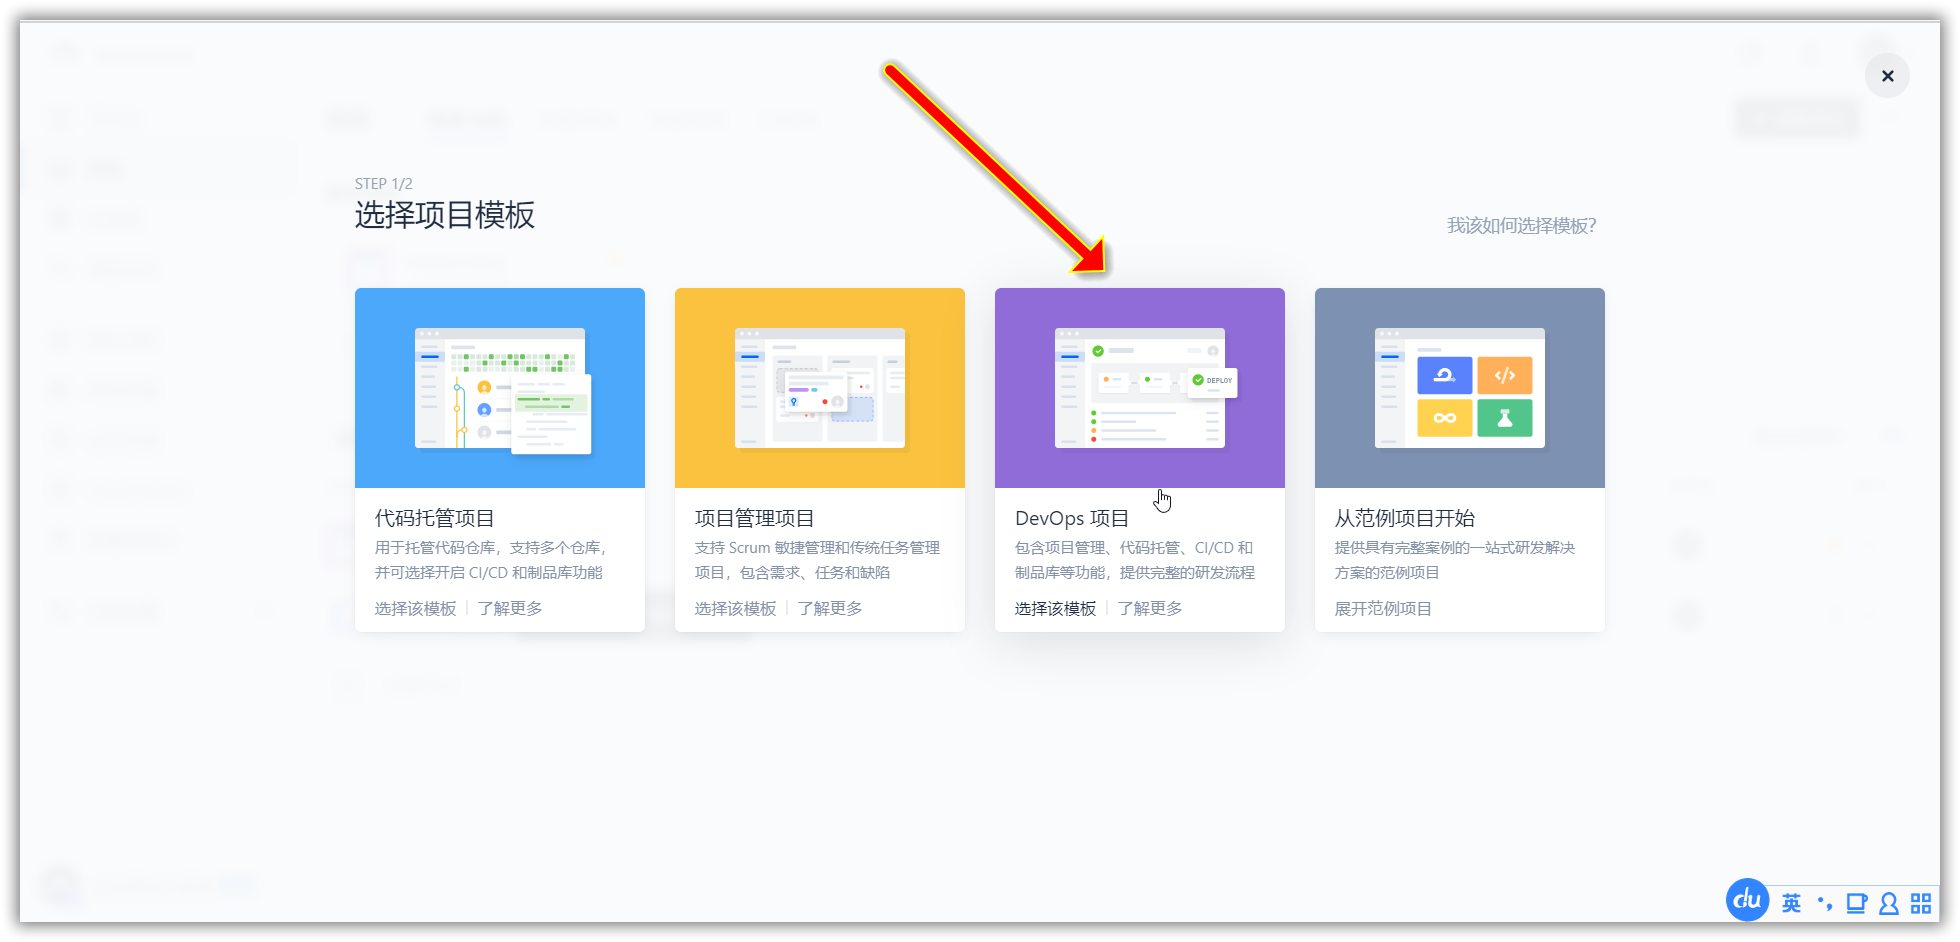 STEP 1/2
选择项目模板
我该如何选择模板?
DEPLOY
代码托管项目
用于托管代码仓库，支持多个仓库，
并可选择开启 CI/CD 和制品库功能
选择该模板 | 了解更多
项目管理项目
支持 Scrum 敏捷管理和传统任务管理
项目，包含需求、任务和缺陷
选择该模板 | 了解更多
DevOps 项目
包含项目管理、代码托管、CI/CD 和
制品库等功能，提供完整的研发流程
选择该模板 | 了解更多
从范例项目开始
提供具有完整案例的一站式研发解决
方案的范例项目
展开范例项目
du 英